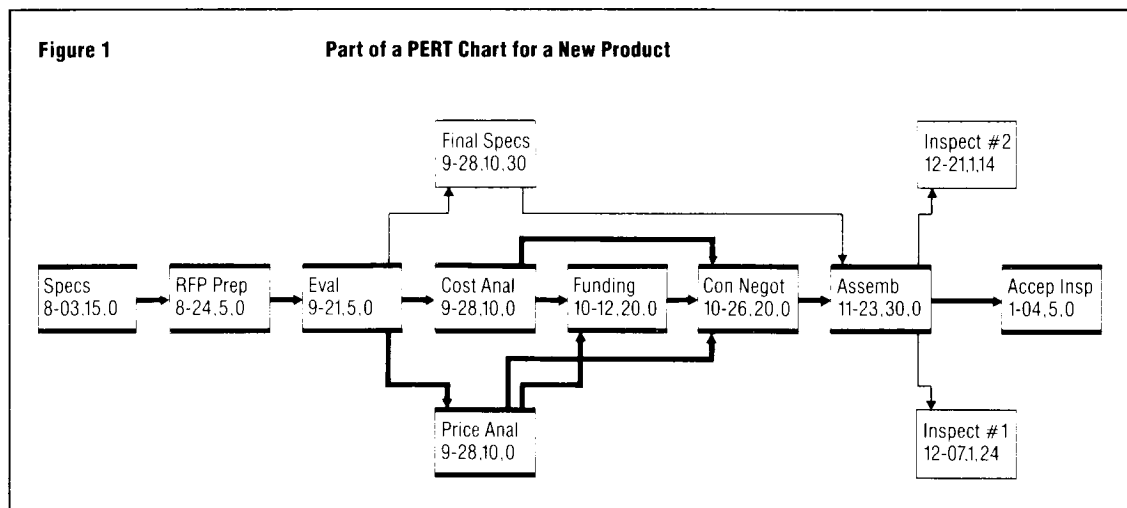 Figure 1
Part of a PERT Chart for a New Product
Final Specs
9-28,10,30
Inspect #2
12-21,1,14
Specs
8-03,15,0
RFP Prep
8-24,5,0
Eval
9-21,5,0
Cost Anal
9-28,10,0
Funding
10-12,20,0
Con Negot
10-26,20,0
Assemb
11-23,30,0
Accep Insp
1-04,5,0
Price Anal
9-28,10,0
Inspect #1
12-07,1,24